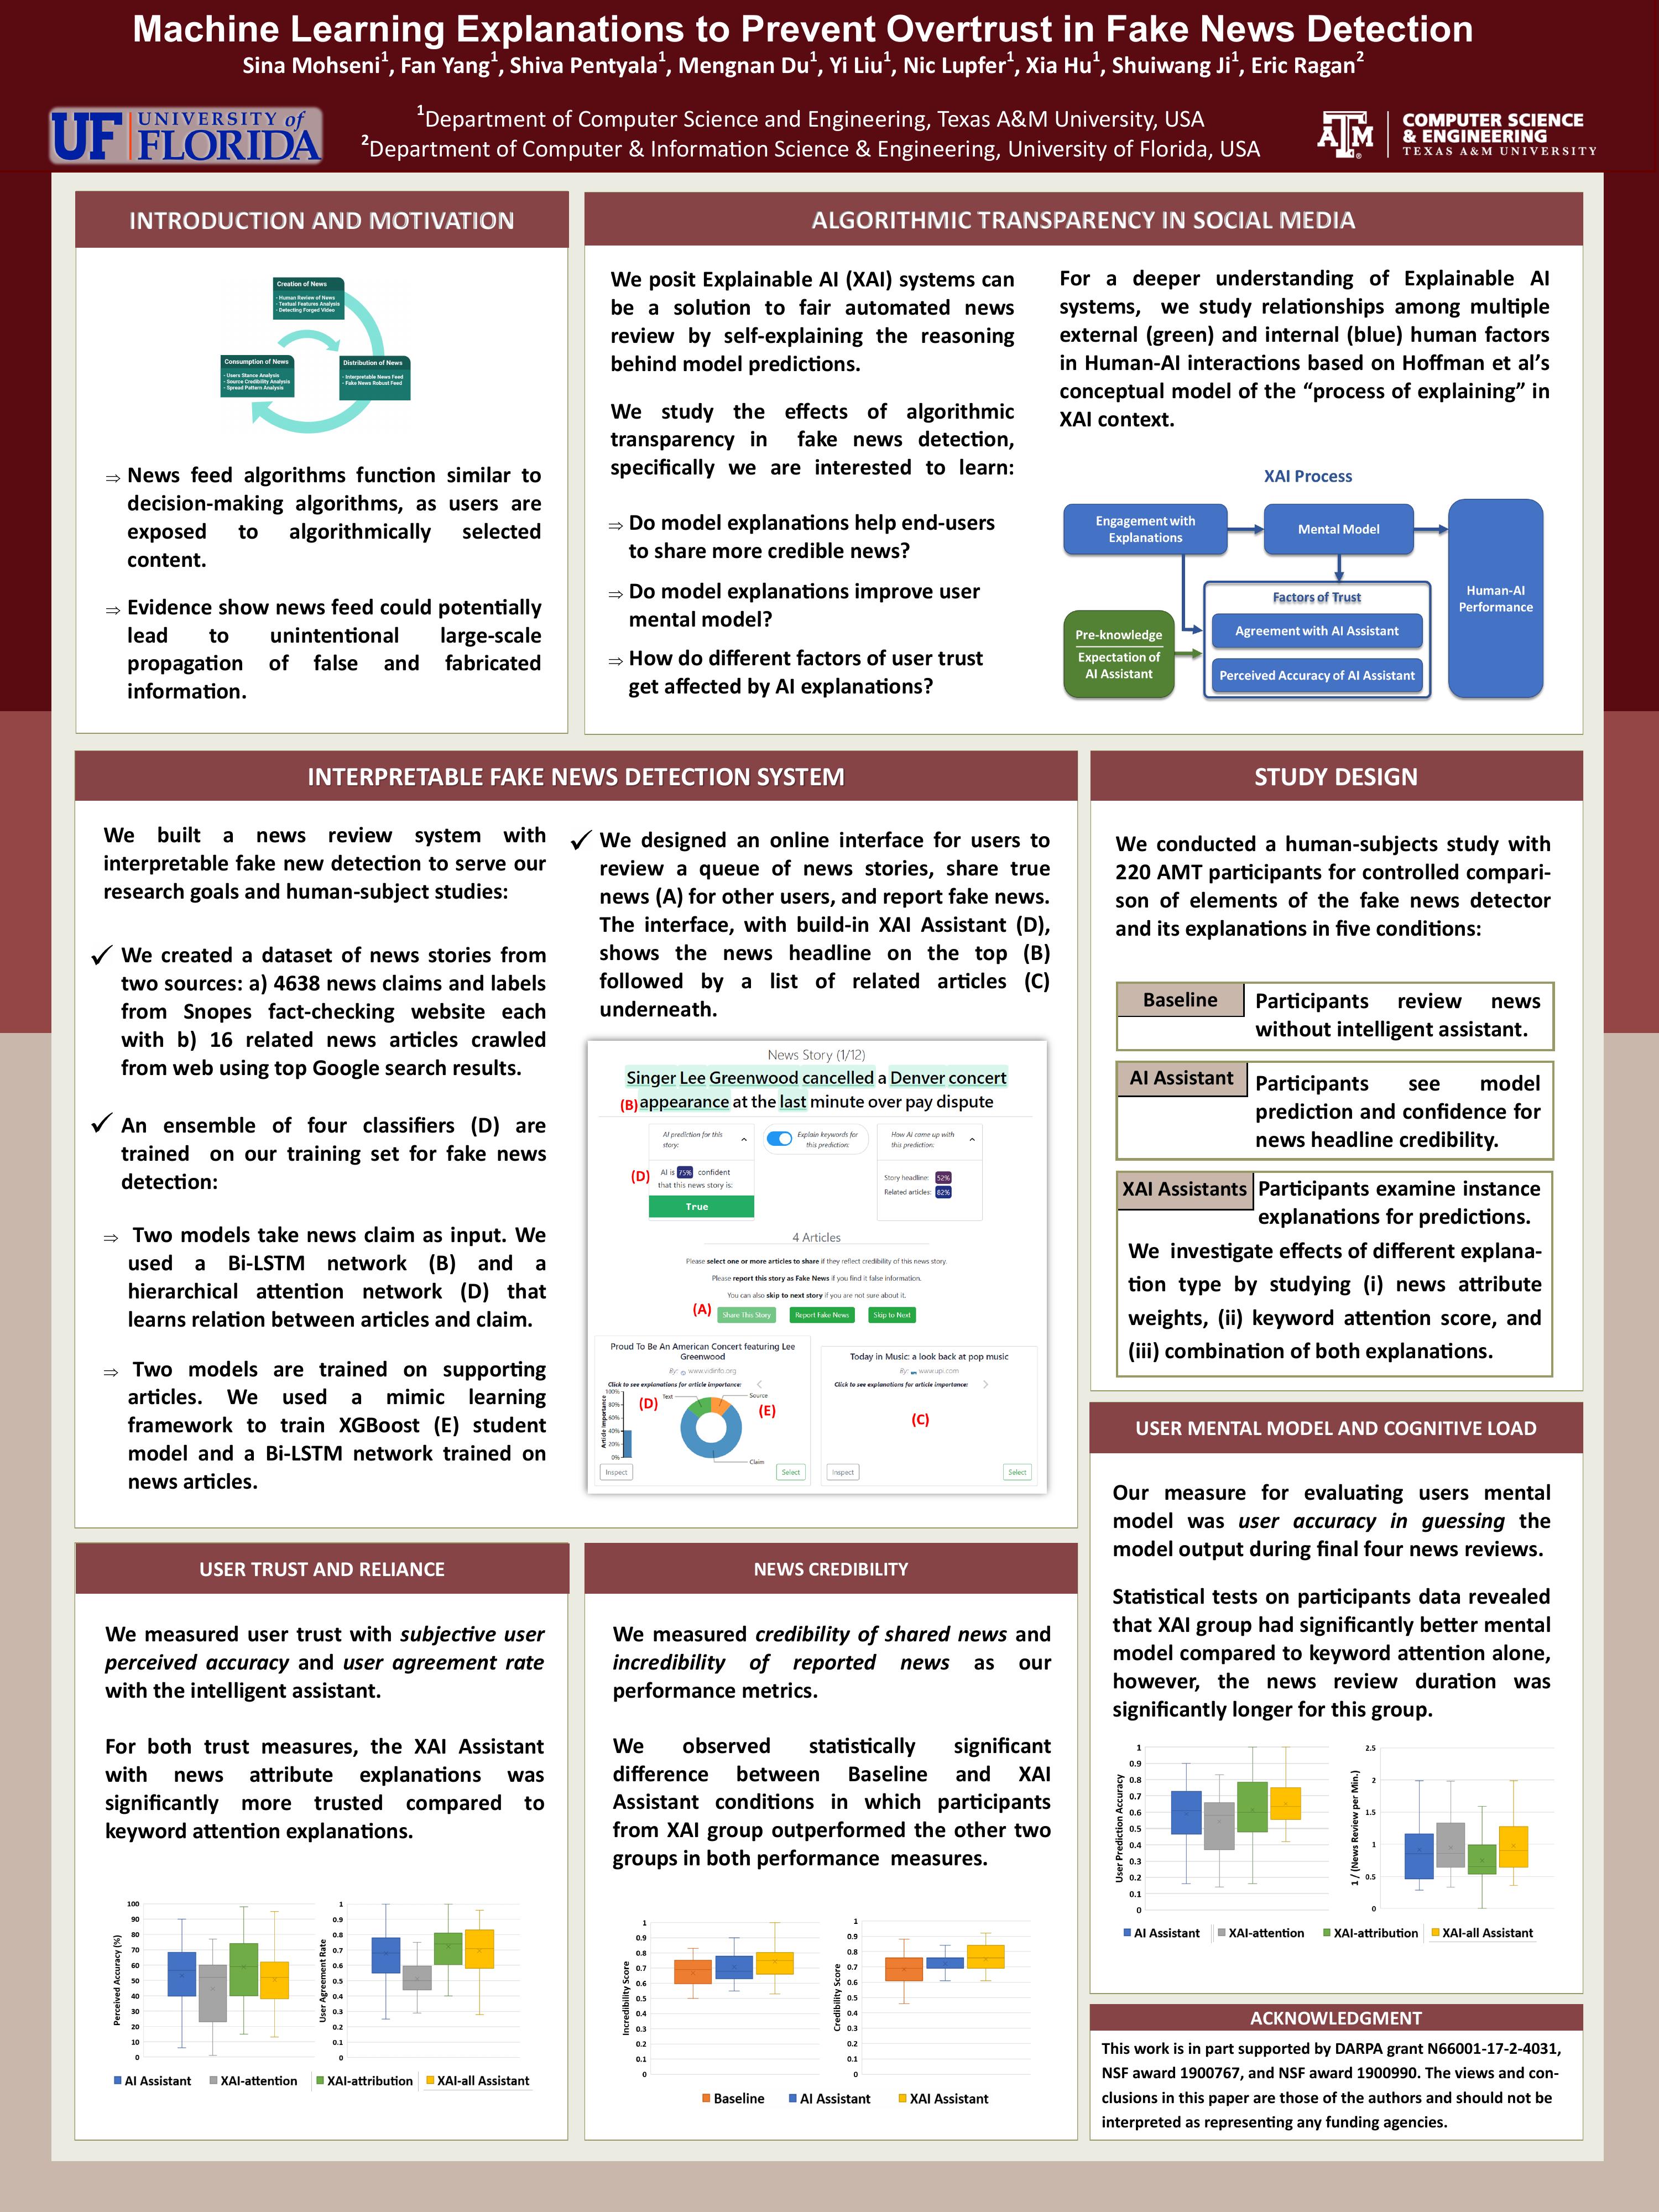 Machine Learning Explanations to Prevent Overtrust in Fake News Detection
Sina Mohseni1, Fan Yang1, Shiva Pentyala1, Mengnan Du1, Yi Liu1, Nic Lupfer1, Xia Hu1, Shuiwang Ji1, Eric Ragan2
UF UNIVERSITY of FLORIDA
1Department of Computer Science and Engineering, Texas A&M University, USA
2Department of Computer & Information Science & Engineering, University of Florida, USA
ATM® COMPUTER SCIENCE
& ENGINEERING
TEXAS A&M UNIVERSITY
INTRODUCTION AND MOTIVATION
Creation of News
- Human Review of News
- Textual Features Analysis
- Detecting Forged Video
Consumption of News
- Users Stance Analysis
- Source Credibility Analysis
- Spread Pattern Analysis
Distribution of News
- Interpretable News Feed
- Fake News Robust Feed
⇒ News feed algorithms function similar to
decision-making algorithms, as users are
exposed to algorithmically selected
content.
⇒ Evidence show news feed could potentially
lead to unintentional large-scale
propagation of false and fabricated
information.
ALGORITHMIC TRANSPARENCY IN SOCIAL MEDIA
We posit Explainable AI (XAI) systems can
be a solution to fair automated news
review by self-explaining the reasoning
behind model predictions.
We study the effects of algorithmic
transparency in fake news detection,
specifically we are interested to learn:
⇒ Do model explanations help end-users
to share more credible news?
⇒ Do model explanations improve user
mental model?
⇒ How do different factors of user trust
get affected by AI explanations?
For a deeper understanding of Explainable AI
systems, we study relationships among multiple
external (green) and internal (blue) human factors
in Human-AI interactions based on Hoffman et al’s
conceptual model of the “process of explaining” in
XAI context.
XAI Process
Engagement with
Explanations
Mental Model
Human-AI
Performance
Factors of Trust
Agreement with AI Assistant
Perceived Accuracy of AI Assistant
Pre-knowledge
Expectation of
AI Assistant
INTERPRETABLE FAKE NEWS DETECTION SYSTEM
We built a news review system with
interpretable fake new detection to serve our
research goals and human-subject studies:
✓ We created a dataset of news stories from
two sources: a) 4638 news claims and labels
from Snopes fact-checking website each
with b) 16 related news articles crawled
from web using top Google search results.
✓ An ensemble of four classifiers (D) are
trained on our training set for fake news
detection:
⇒ Two models take news claim as input. We
used a Bi-LSTM network (B) and a
hierarchical attention network (D) that
learns relation between articles and claim.
⇒ Two models are trained on supporting
articles. We used a mimic learning
framework to train XGBoost (E) student
model and a Bi-LSTM network trained on
news articles.
✓ We designed an online interface for users to
review a queue of news stories, share true
news (A) for other users, and report fake news.
The interface, with build-in XAI Assistant (D),
shows the news headline on the top (B)
followed by a list of related articles (C)
underneath.
News Story (1/12)
Singer Lee Greenwood cancelled a Denver concert
(B) appearance at the last minute over pay dispute
AI prediction for this
story:
Explain keywords for
this prediction:
How AI came up with
this prediction:
(D) AI is 75% confident
that this news story is:
True
Story headline: 52%
Related articles: 82%
4 Articles
Please select one or more articles to share if they reflect credibility of this news story.
Please report this story as Fake News if you find it false information.
You can also skip to next story if you are not sure about it.
(A) Share This Story Report Fake News Skip to Next
Proud To Be An American Concert featuring Lee
Greenwood
By: www.vidinfo.org
Click to see explanations for article importance:
Article Importance
100%
80%
60%
40%
20%
0%
(D) Text Source (E)
Claim
Inspect Select
Today in Music: a look back at pop music
By: www.upi.com
Click to see explanations for article importance:
(C)
Inspect Select
STUDY DESIGN
We conducted a human-subjects study with
220 AMT participants for controlled compari-
son of elements of the fake news detector
and its explanations in five conditions:
Baseline Participants review news
without intelligent assistant.
AI Assistant Participants see model
prediction and confidence for
news headline credibility.
XAI Assistants Participants examine instance
explanations for predictions.
We investigate effects of different explana-
tion type by studying (i) news attribute
weights, (ii) keyword attention score, and
(iii) combination of both explanations.
USER MENTAL MODEL AND COGNITIVE LOAD
Our measure for evaluating users mental
model was user accuracy in guessing the
model output during final four news reviews.
Statistical tests on participants data revealed
that XAI group had significantly better mental
model compared to keyword attention alone,
however, the news review duration was
significantly longer for this group.
User Prediction Accuracy
1
0.9
0.8
0.7
0.6
0.5
0.4
0.3
0.2
0.1
0
1 / (News Review per Min.)
2.5
2
1.5
1
0.5
0
AI Assistant XAI-attention XAI-attribution XAI-all Assistant
USER TRUST AND RELIANCE
We measured user trust with subjective user
perceived accuracy and user agreement rate
with the intelligent assistant.
For both trust measures, the XAI Assistant
with news attribute explanations was
significantly more trusted compared to
keyword attention explanations.
Perceived Accuracy (%)
100
90
80
70
60
50
40
30
20
10
0
User Agreement Rate
1
0.9
0.8
0.7
0.6
0.5
0.4
0.3
0.2
0.1
0
AI Assistant XAI-attention XAI-attribution XAI-all Assistant
NEWS CREDIBILITY
We measured credibility of shared news and
incredibility of reported news as our
performance metrics.
We observed statistically significant
difference between Baseline and XAI
Assistant conditions in which participants
from XAI group outperformed the other two
groups in both performance measures.
Incredibility Score
1
0.9
0.8
0.7
0.6
0.5
0.4
0.3
0.2
0.1
0
Credibility Score
1
0.9
0.8
0.7
0.6
0.5
0.4
0.3
0.2
0.1
0
Baseline AI Assistant XAI Assistant
ACKNOWLEDGMENT
This work is in part supported by DARPA grant N66001-17-2-4031,
NSF award 1900767, and NSF award 1900990. The views and con-
clusions in this paper are those of the authors and should not be
interpreted as representing any funding agencies.